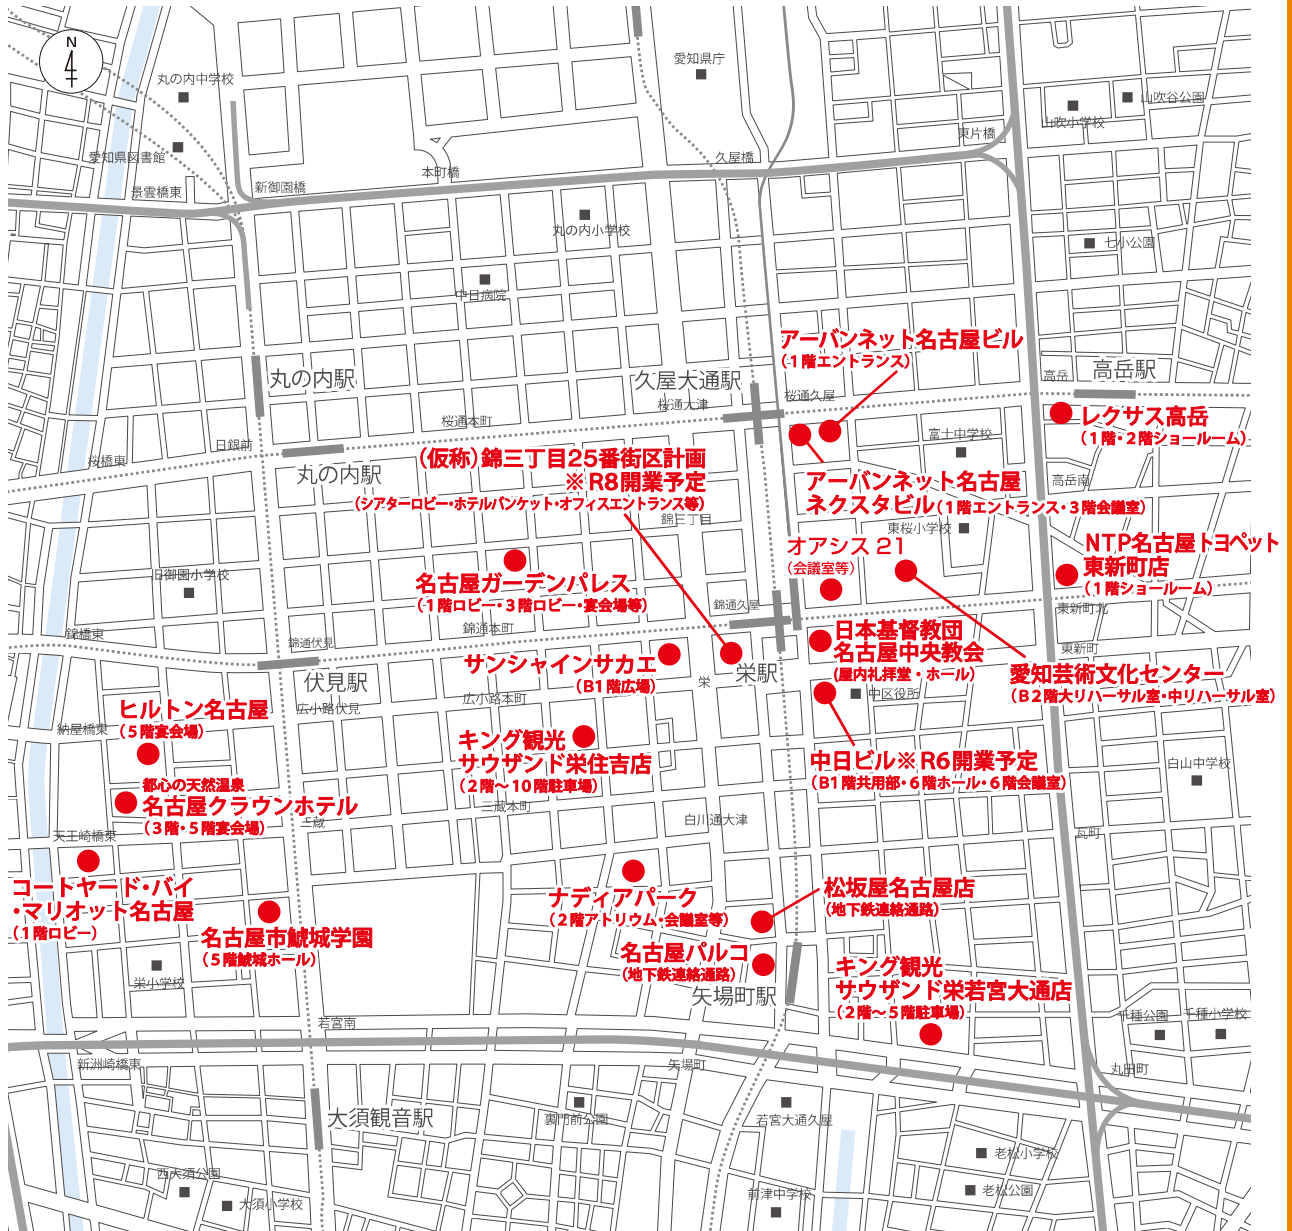 N
丸の内中学校
愛知県庁
山吹谷公園
山吹小学校
東片橋
愛知県図書館
久屋橋
本町橋
景雲橋東
新御園橋
丸の内小学校
七小公園
中日病院
アーバンネット名古屋ビル
(1階エントランス)
丸の内駅
久屋大通駅
高岳
高岳駅
桜通大津
桜通久屋
レクサス高岳
(1階・2階ショールーム)
桜通本町
富士中学校
日銀前
桜橋東
丸の内駅
(仮称)錦三丁目25番街区計画
※R8開業予定
(シアターロビー・ホテルバンケット・オフィスエントランス等)
アーバンネット名古屋
ネクスタビル(1階エントランス・3階会議室)
高岳南
錦三丁目
東桜小学校
オアシス21
(会議室等)
NTP名古屋トヨペット
東新町店
(1階ショールーム)
旧御園小学校
名古屋ガーデンパレス
(1階ロビー・3階ロビー・宴会場等)
錦通久屋
東新町北
錦橋東
錦通伏見
錦通本町
日本基督教団
名古屋中央教会
(屋内礼拝堂・ホール)
東新町
サンシャインサカエ
(B1階広場)
栄
栄駅
愛知芸術文化センター
(B2階大リハーサル室・中リハーサル室)
伏見駅
広小路伏見
広小路本町
中区役所
ヒルトン名古屋
(5階宴会場)
納屋橋東
キング観光
サウザンド栄住吉店
(2階〜10階駐車場)
中日ビル※R6開業予定
(B1階共用部・6階ホール・6階会議室)
白山中学校
都心の天然温泉
名古屋クラウンホテル
(3階・5階宴会場)
三蔵本町
三蔵
白川通大津
天王崎橋東
瓦町
コートヤード・バイ
・マリオット名古屋
(1階ロビー)
ナディアパーク
(2階アトリウム・会議室等)
松坂屋名古屋店
(地下鉄連絡通路)
名古屋市鯱城学園
(5階鯱城ホール)
名古屋パルコ
(地下鉄連絡通路)
キング観光
サウザンド栄若宮大通店
(2階〜5階駐車場)
栄小学校
矢場町駅
若宮南
千種公園
千種小学校
新洲崎橋東
矢場町
丸田町
大須観音駅
裏門前公園
若宮大通久屋
老松小学校
西大須公園
大須小学校
前津中学校
老松公園